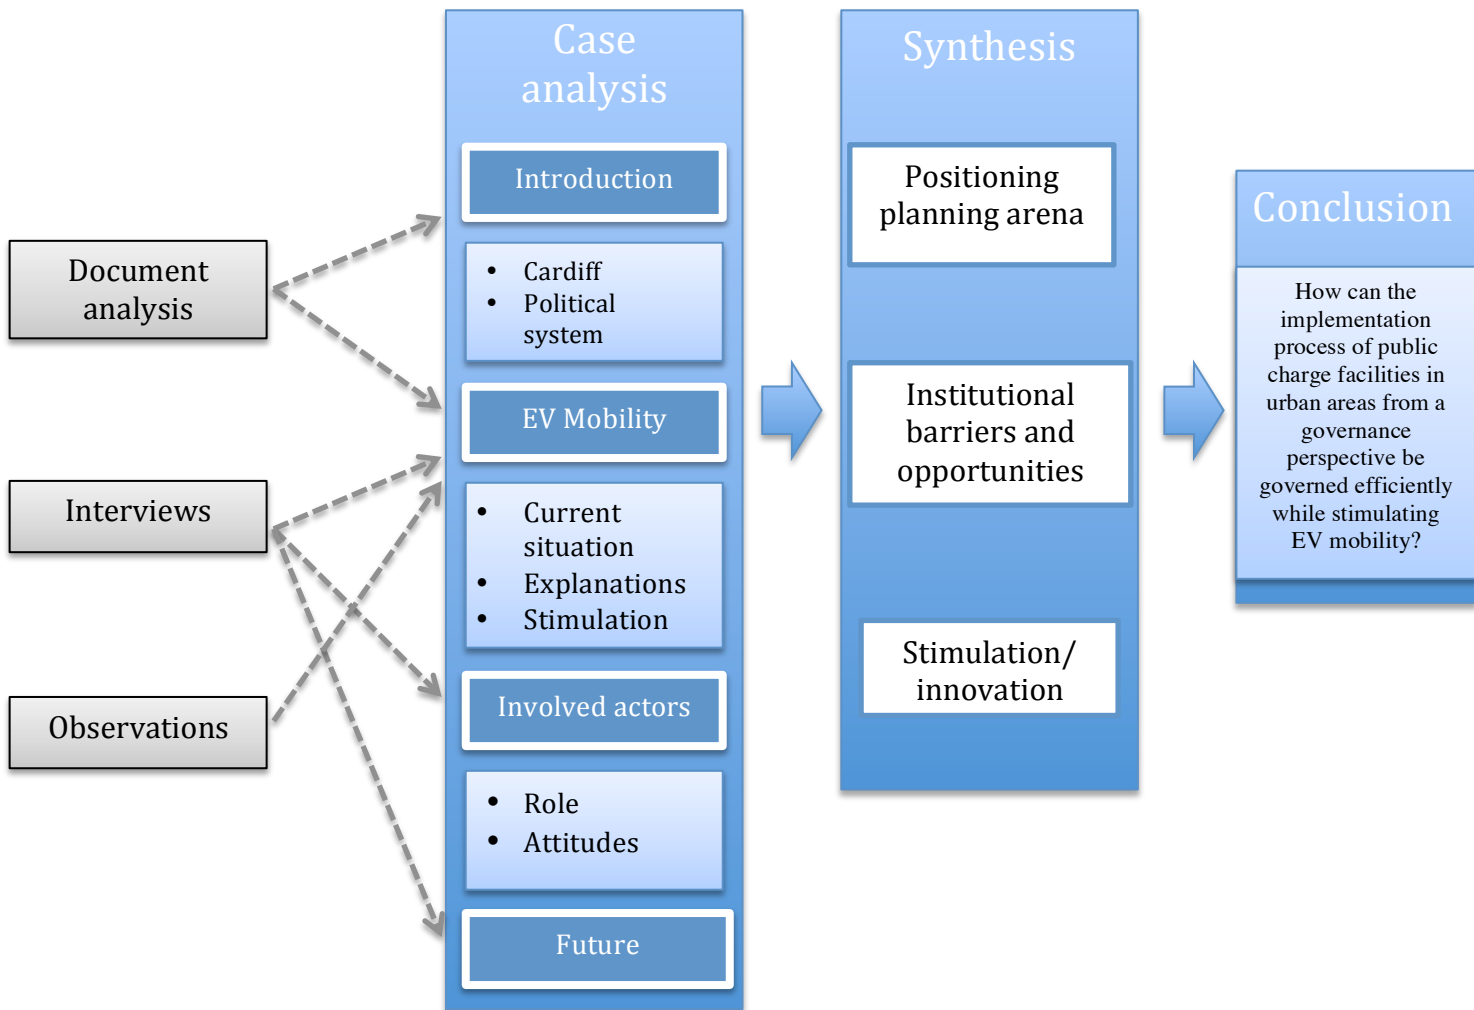 Document
analysis
Interviews
Observations
Case
analysis
Introduction
• Cardiff
• Political
system
EV Mobility
• Current
situation
• Explanations
• Stimulation
Involved actors
• Role
• Attitudes
Future
Synthesis
Positioning
planning arena
Institutional
barriers and
opportunities
Stimulation/
innovation
Conclusion
How can the
implementation
process of public
charge facilities in
urban areas from a
governance
perspective be
governed efficiently
while stimulating
EV mobility?